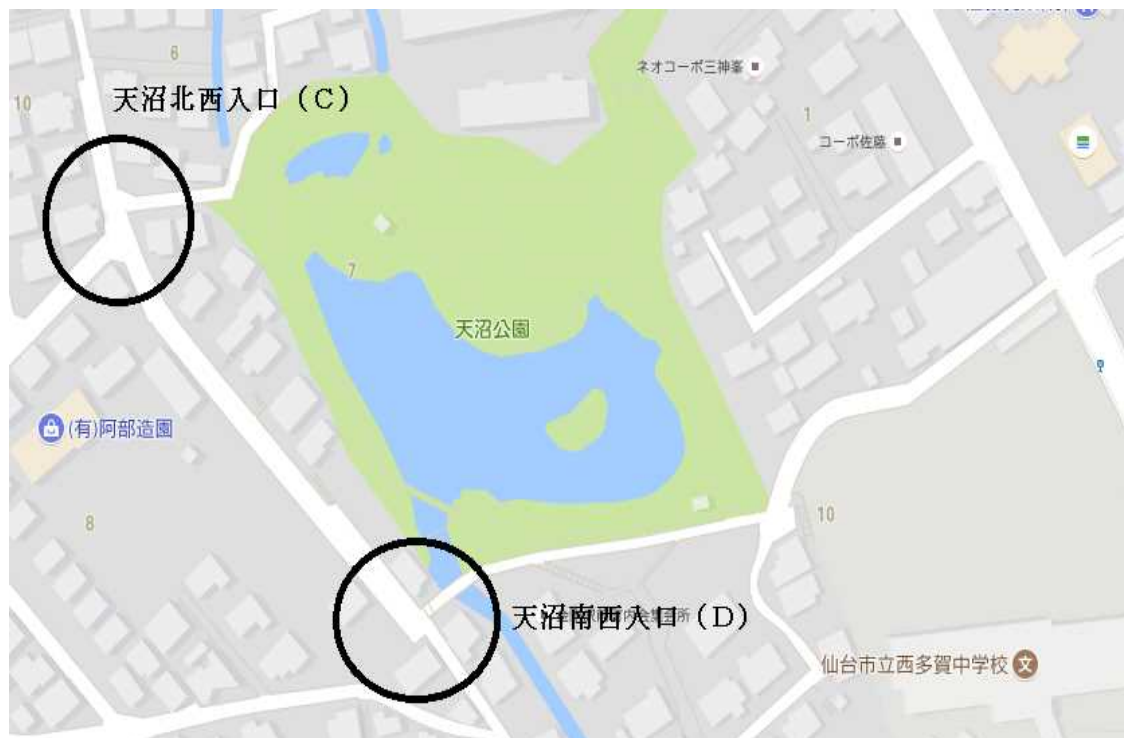 6
ネオコーポ三神峯
10
天沼北西入口（C）
1
コーポ佐藤
7
天沼公園
(有)阿部造園
8
10
天沼南西入口（D）
仙台市立西多賀中学校
文